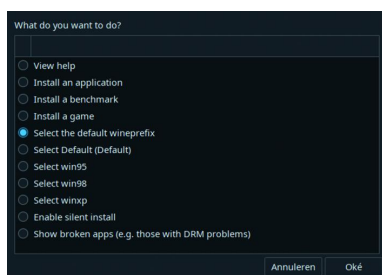 What do you want to do?
View help
Install an application
Install a benchmark
Install a game
Select the default wineprefix
Select Default (Default)
Select win95
Select win98
Select winxp
Enable silent install
Show broken apps (e.g. those with DRM problems)
Annuleren Oké